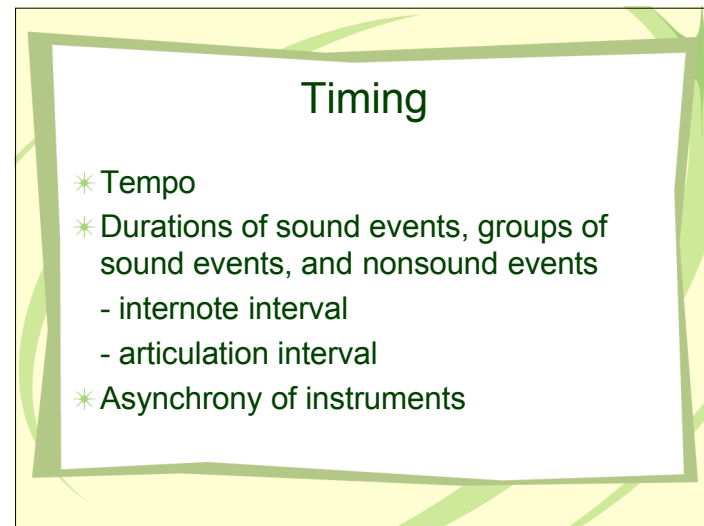 Timing
Tempo
Durations of sound events, groups of
sound events, and nonsound events
- internote interval
- articulation interval
Asynchrony of instruments